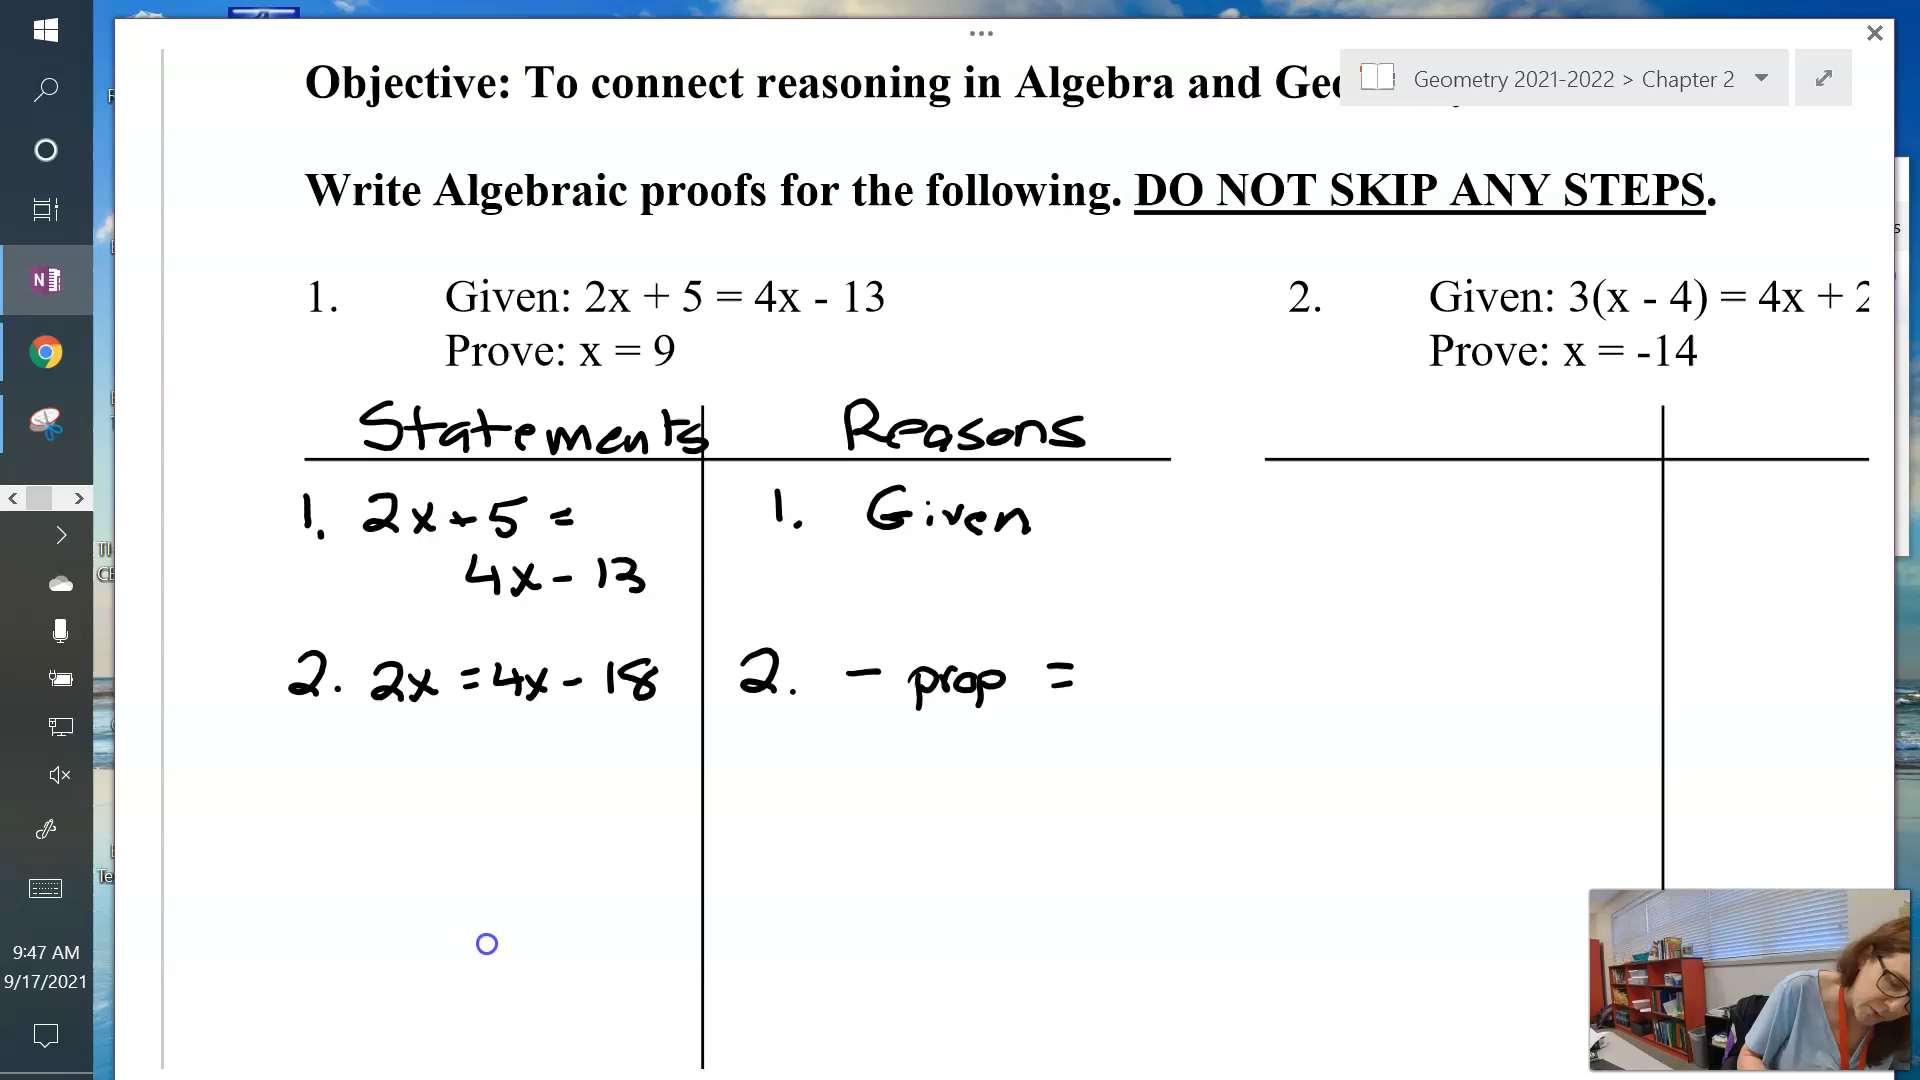 Objective: To connect reasoning in Algebra and Geo
Geometry 2021-2022 > Chapter 2
Write Algebraic proofs for the following. DO NOT SKIP ANY STEPS.
1. Given: 2x + 5 = 4x - 13
Prove: x = 9
2. Given: 3(x - 4) = 4x + 2
Prove: x = -14
Statements Reasons
1. 2x + 5 = 1. Given
4x - 13
2. 2x = 4x - 18 2. - prop =
9:47 AM
9/17/2021